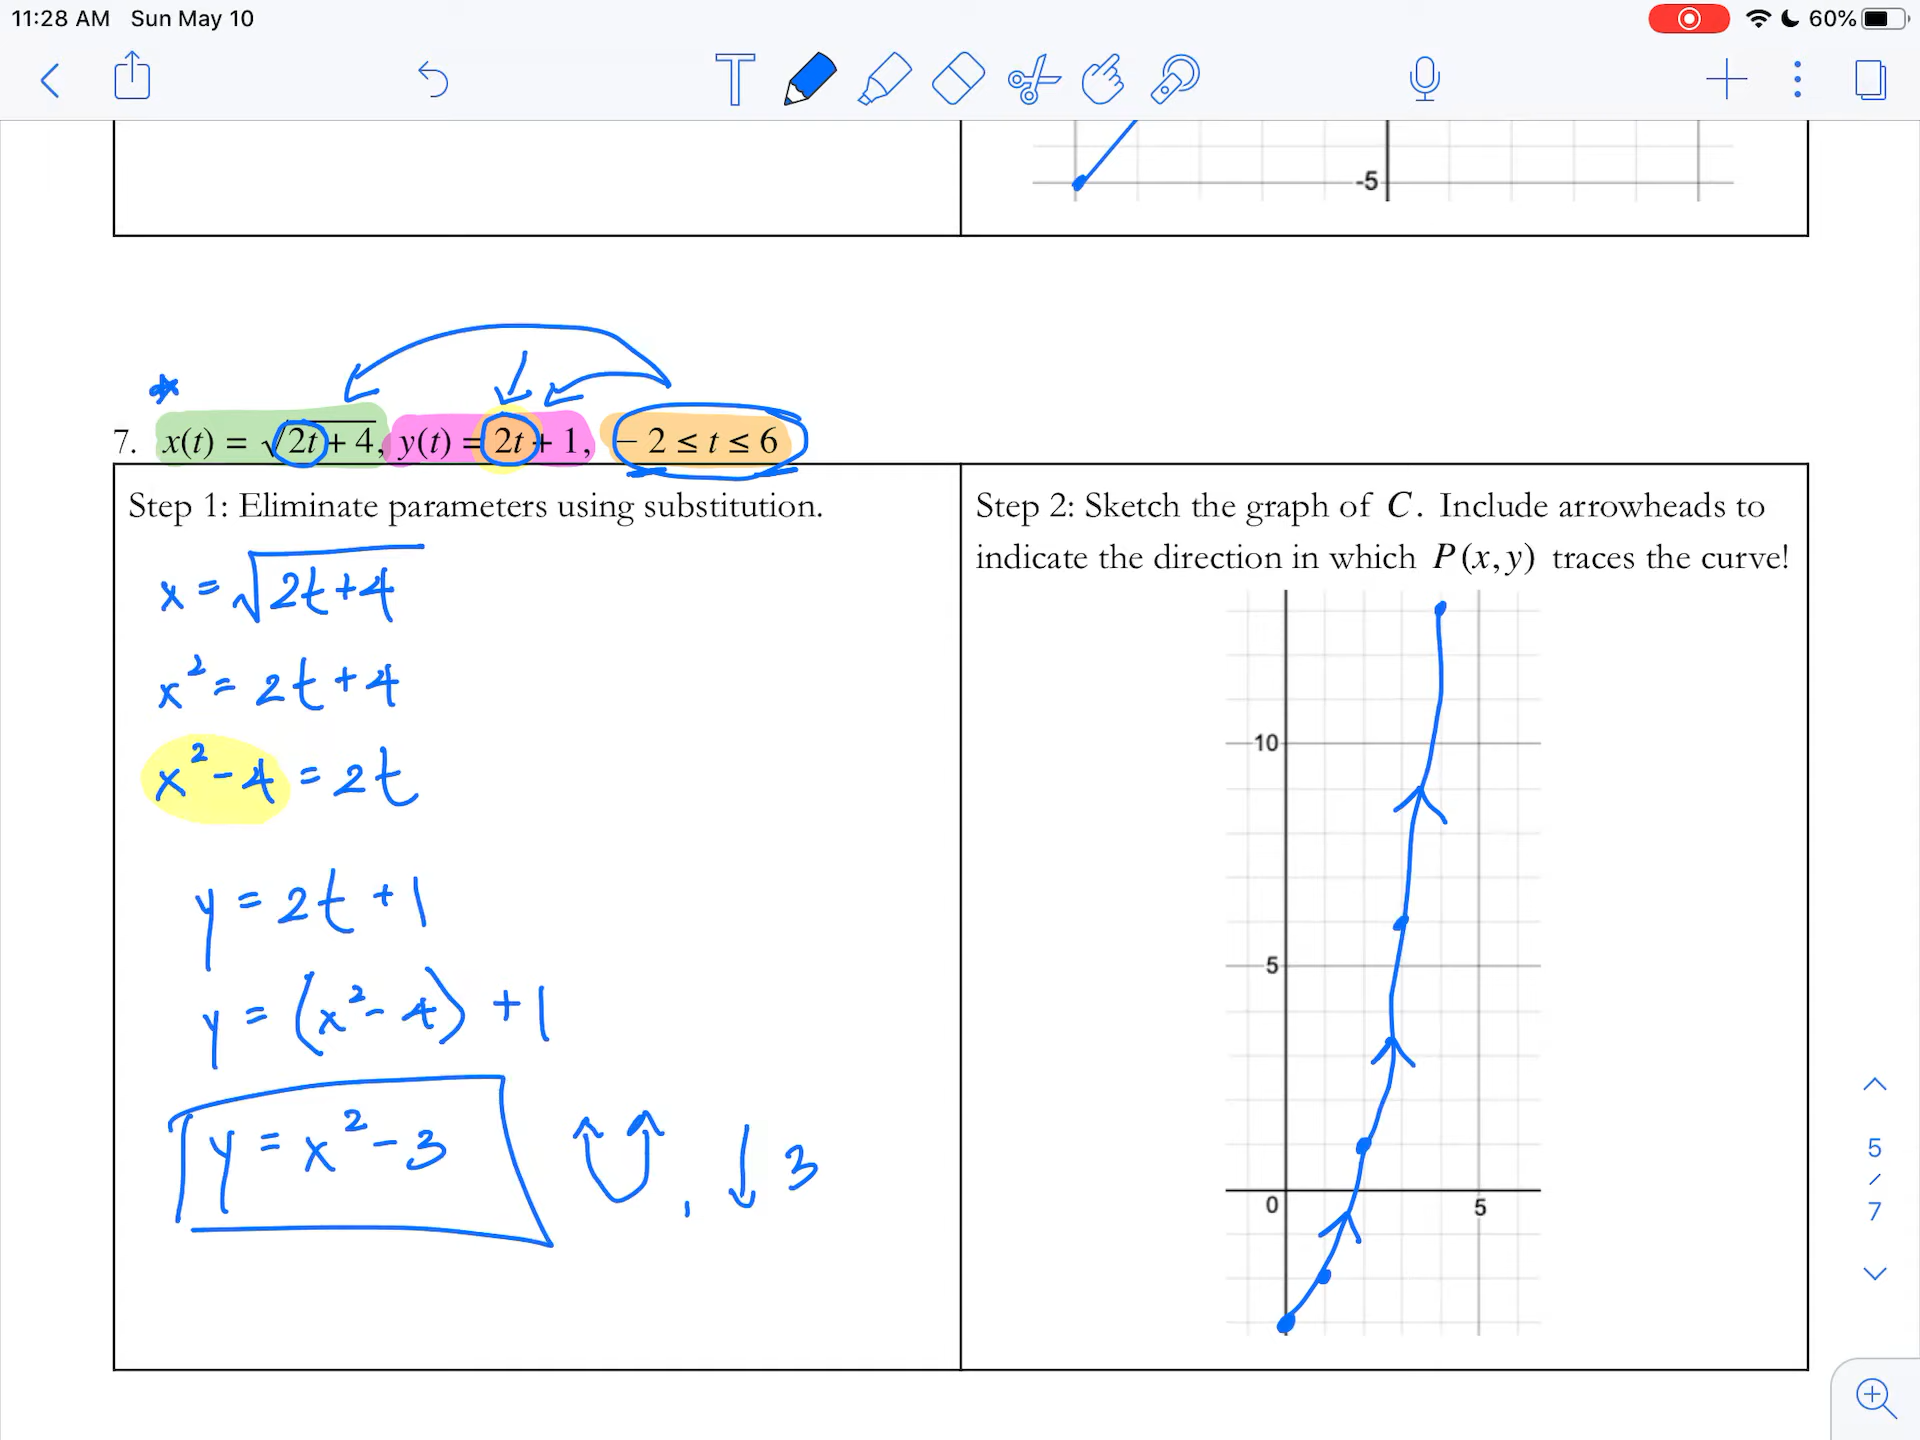 11:28 AM Sun May 10
60%
T
-5
7. x(t) = √2t + 4, y(t) = 2t + 1, − 2 ≤ t ≤ 6
Step 1: Eliminate parameters using substitution.
x = √2t+4
x² = 2t+4
x² - 4 = 2t
y = 2t + 1
y = (x² - 4) + 1
y = x² - 3 , ↓ 3
Step 2: Sketch the graph of C. Include arrowheads to
indicate the direction in which P(x, y) traces the curve!
10
5
0 5
5
/
7